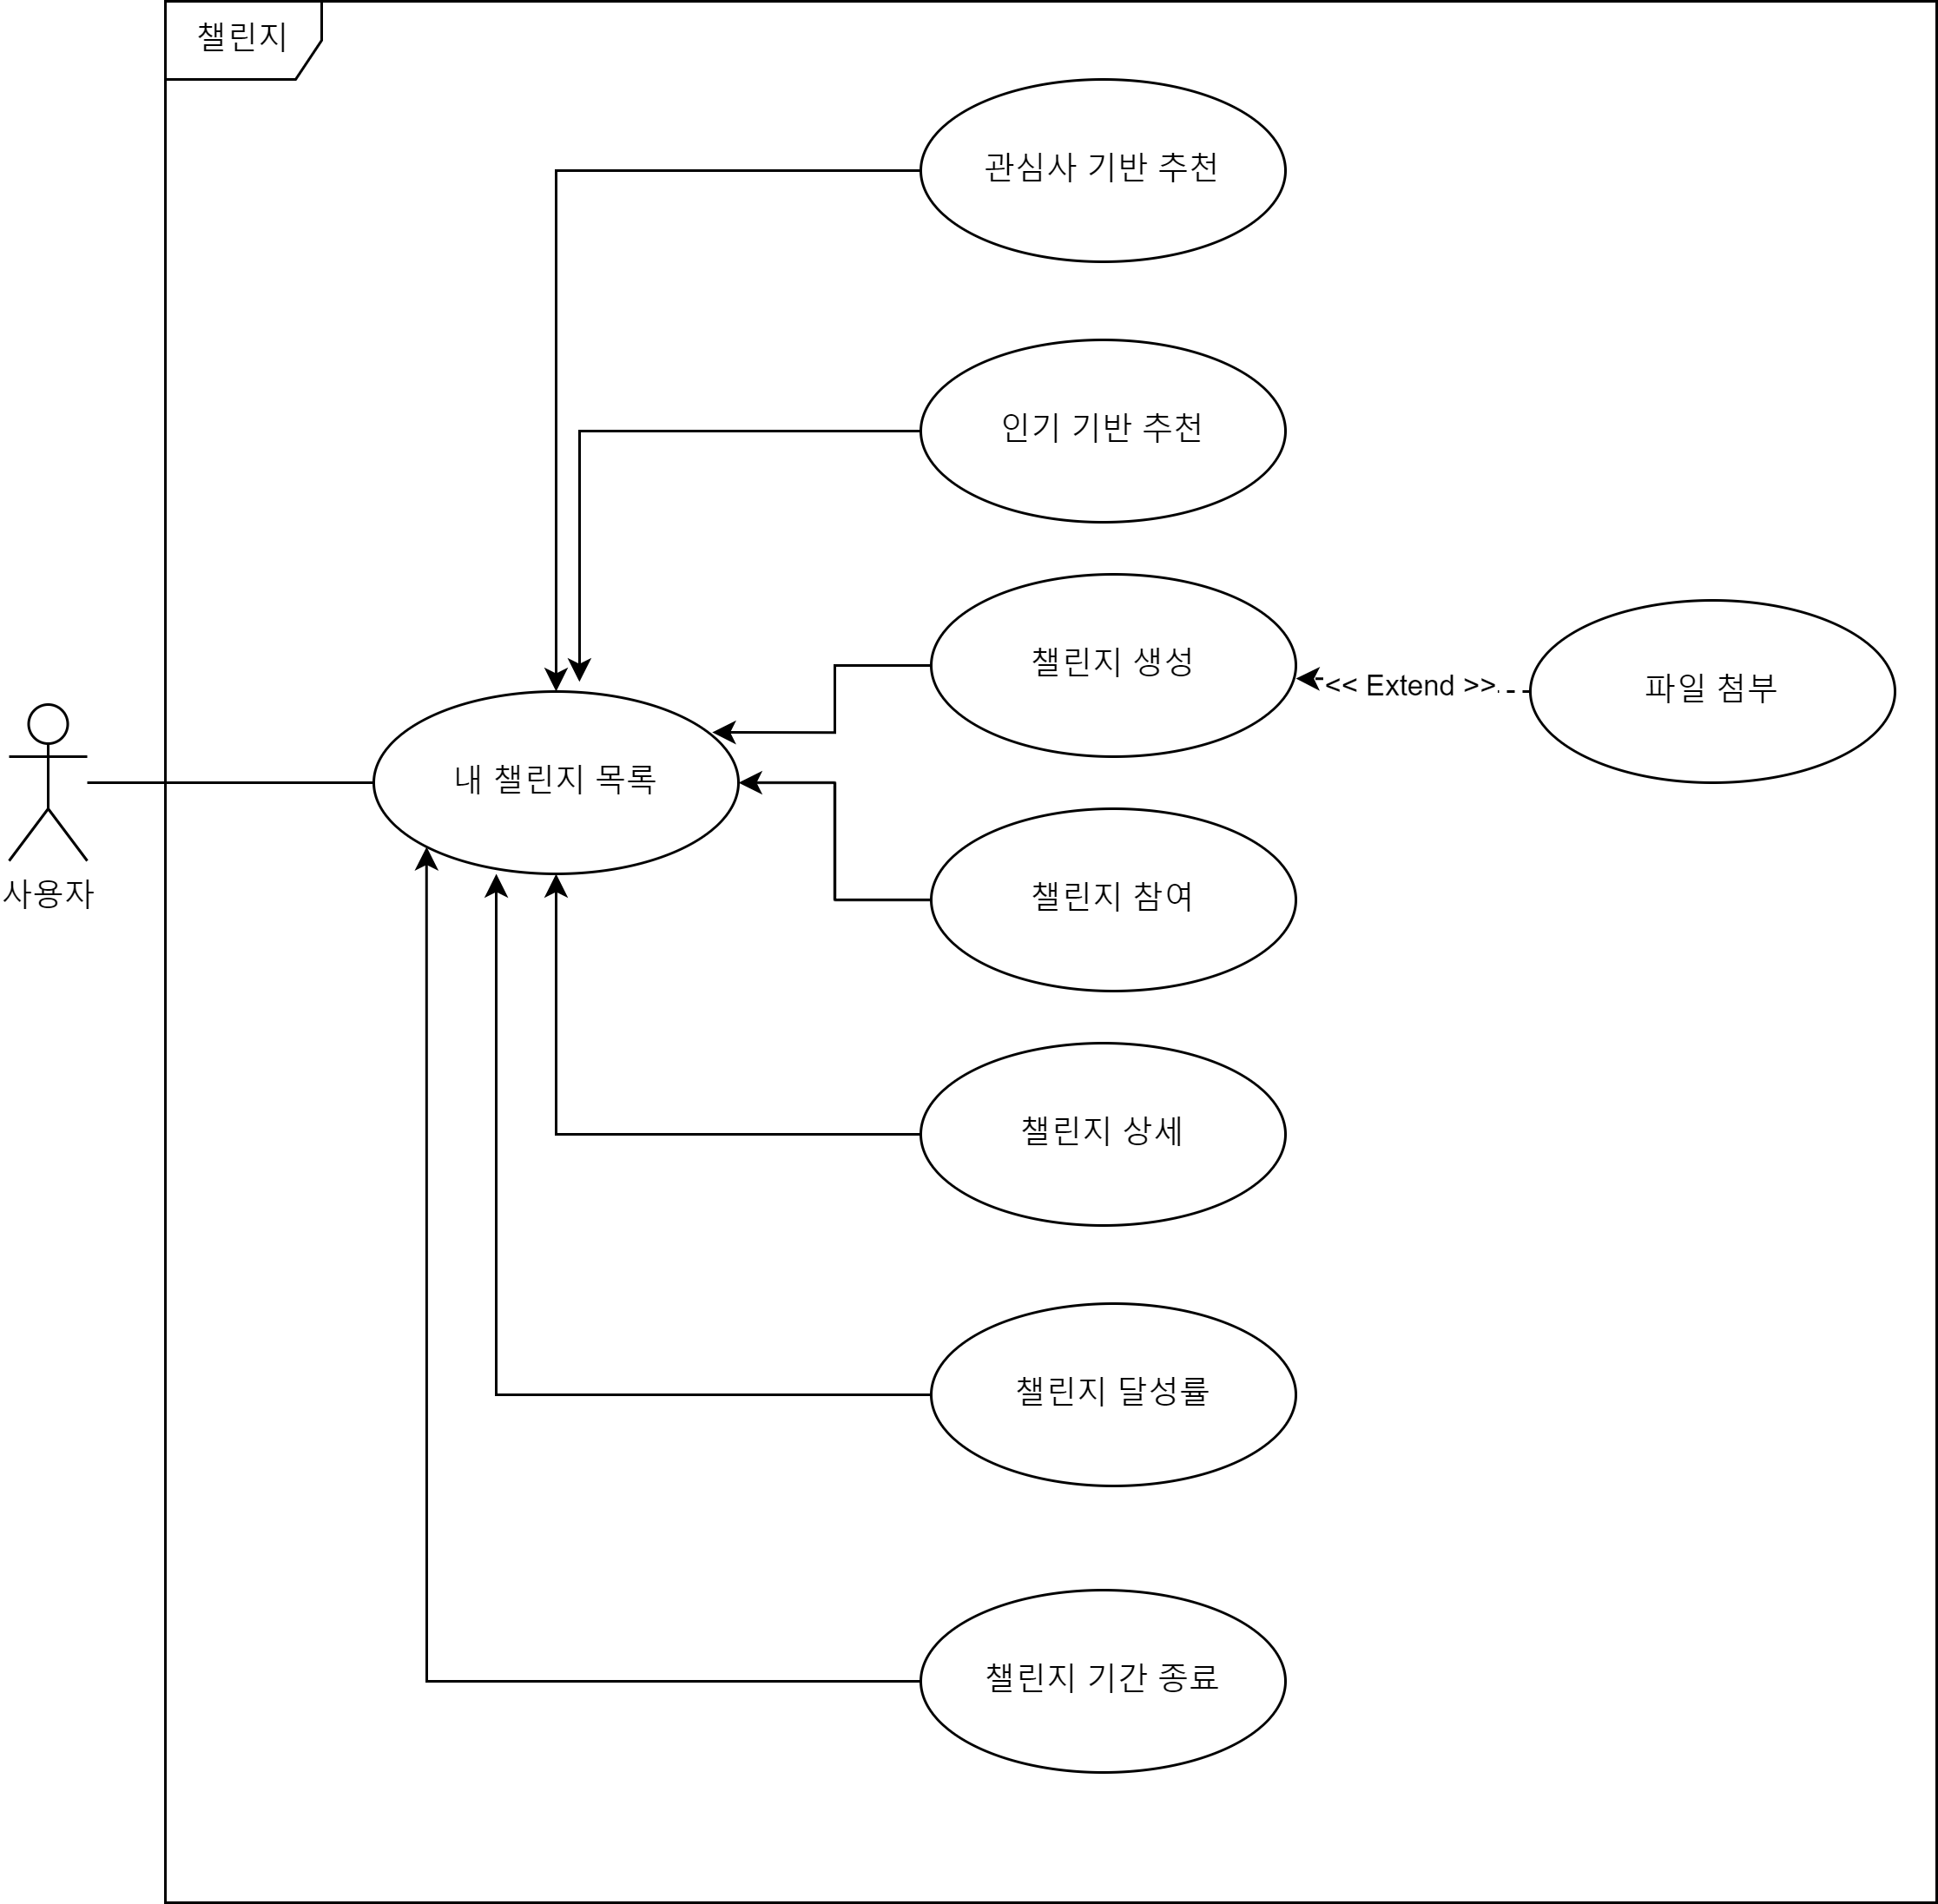 챌린지
관심사 기반 추천
인기 기반 추천
챌린지 생성
<< Extend >>
파일 첨부
내 챌린지 목록
사용자
챌린지 참여
챌린지 상세
챌린지 달성률
챌린지 기간 종료